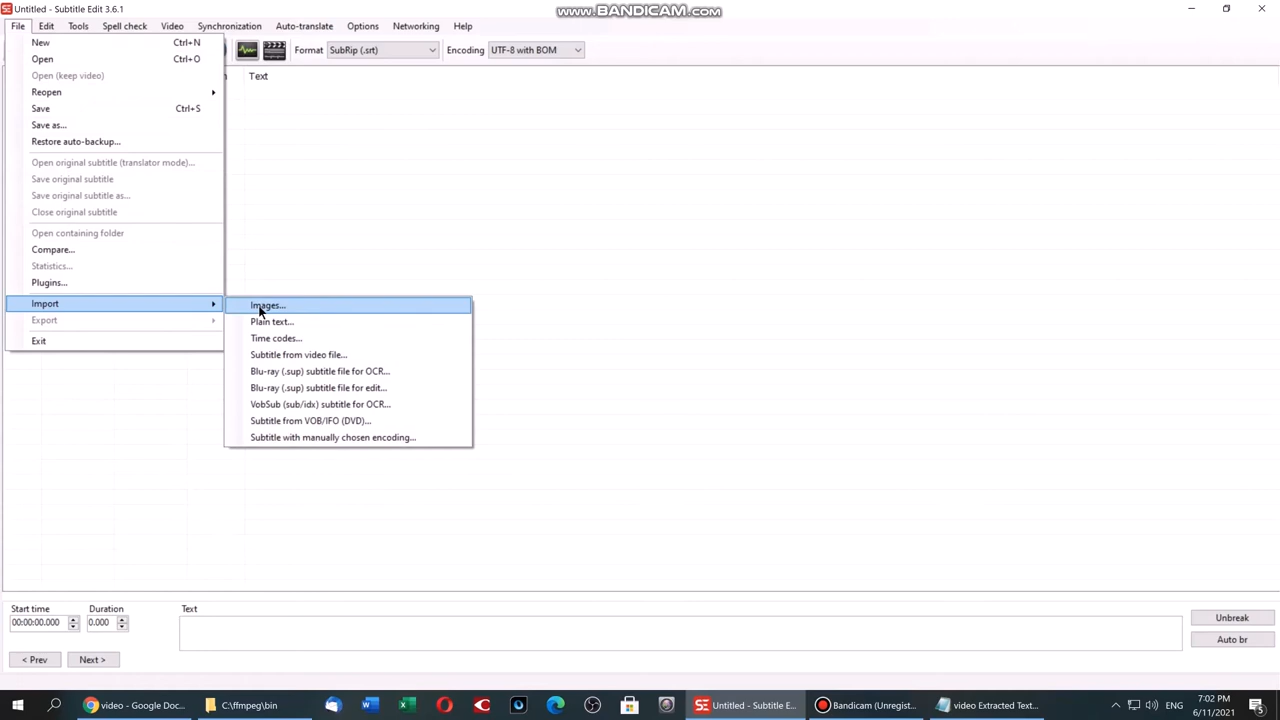 Untitled - Subtitle Edit 3.6.1
www.BANDICAM.com
File Edit Tools Spell check Video Synchronization Auto-translate Options Networking Help
Format SubRip (.srt) Encoding UTF-8 with BOM
Text
New Ctrl+N
Open Ctrl+O
Open (keep video)
Reopen
Save Ctrl+S
Save as...
Restore auto-backup...
Open original subtitle (translator mode)...
Save original subtitle
Save original subtitle as...
Close original subtitle
Open containing folder
Compare...
Statistics...
Plugins...
Import
Export
Exit
Images...
Plain text...
Time codes...
Subtitle from video file...
Blu-ray (.sup) subtitle file for OCR...
Blu-ray (.sup) subtitle file for edit...
VobSub (sub/idx) subtitle for OCR...
Subtitle from VOB/IFO (DVD)...
Subtitle with manually chosen encoding...
Start time Duration Text
00:00:00.000 0.000
Unbreak
Auto br
< Prev Next >
video - Google Doc... C:\ffmpeg\bin Untitled - Subtitle E... Bandicam (Unregist... video Extracted Text... ENG 7:02 PM
6/11/2021 5